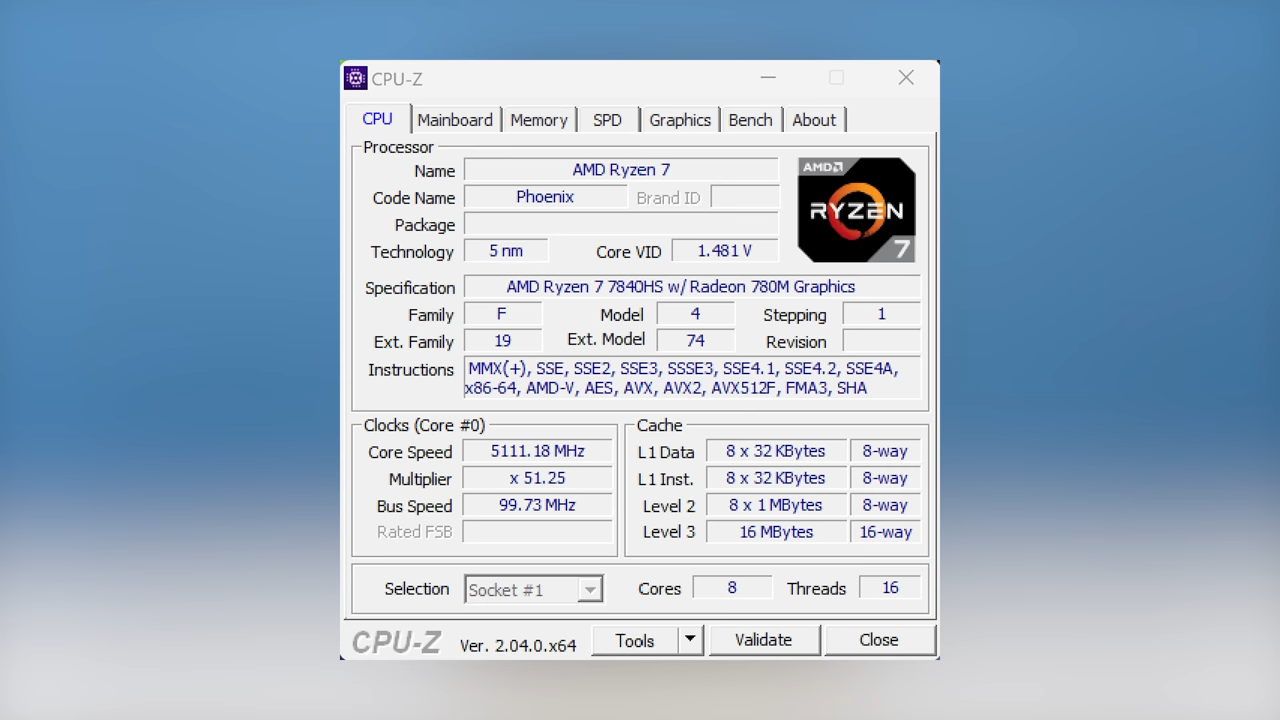 CPU-Z
CPU Mainboard Memory SPD Graphics Bench About
Processor
Name AMD Ryzen 7
Code Name Phoenix Brand ID
Package
Technology 5 nm Core VID 1.481 V
AMD
RYZEN
7
Specification AMD Ryzen 7 7840HS w/ Radeon 780M Graphics
Family F Model 4 Stepping 1
Ext. Family 19 Ext. Model 74 Revision
Instructions MMX(+), SSE, SSE2, SSE3, SSSE3, SSE4.1, SSE4.2, SSE4A,
x86-64, AMD-V, AES, AVX, AVX2, AVX512F, FMA3, SHA
Clocks (Core #0)
Core Speed 5111.18 MHz
Multiplier x 51.25
Bus Speed 99.73 MHz
Rated FSB
Cache
L1 Data 8 x 32 KBytes 8-way
L1 Inst. 8 x 32 KBytes 8-way
Level 2 8 x 1 MBytes 8-way
Level 3 16 MBytes 16-way
Selection Socket #1 Cores 8 Threads 16
CPU-Z Ver. 2.04.0.x64 Tools Validate Close